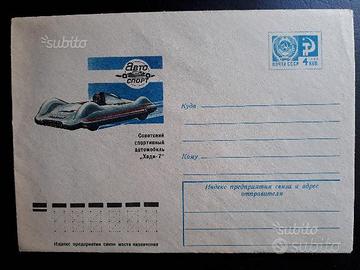 subito
Авто
СПОРТ
ПОЧТА СССР 4 КОП.
Советский
спортивный
автомобиль
„Хади-7"
Куда
Кому
Индекс предприятия связи и адрес
отправителя
Индекс предприятия связи места назначения
subito
subito